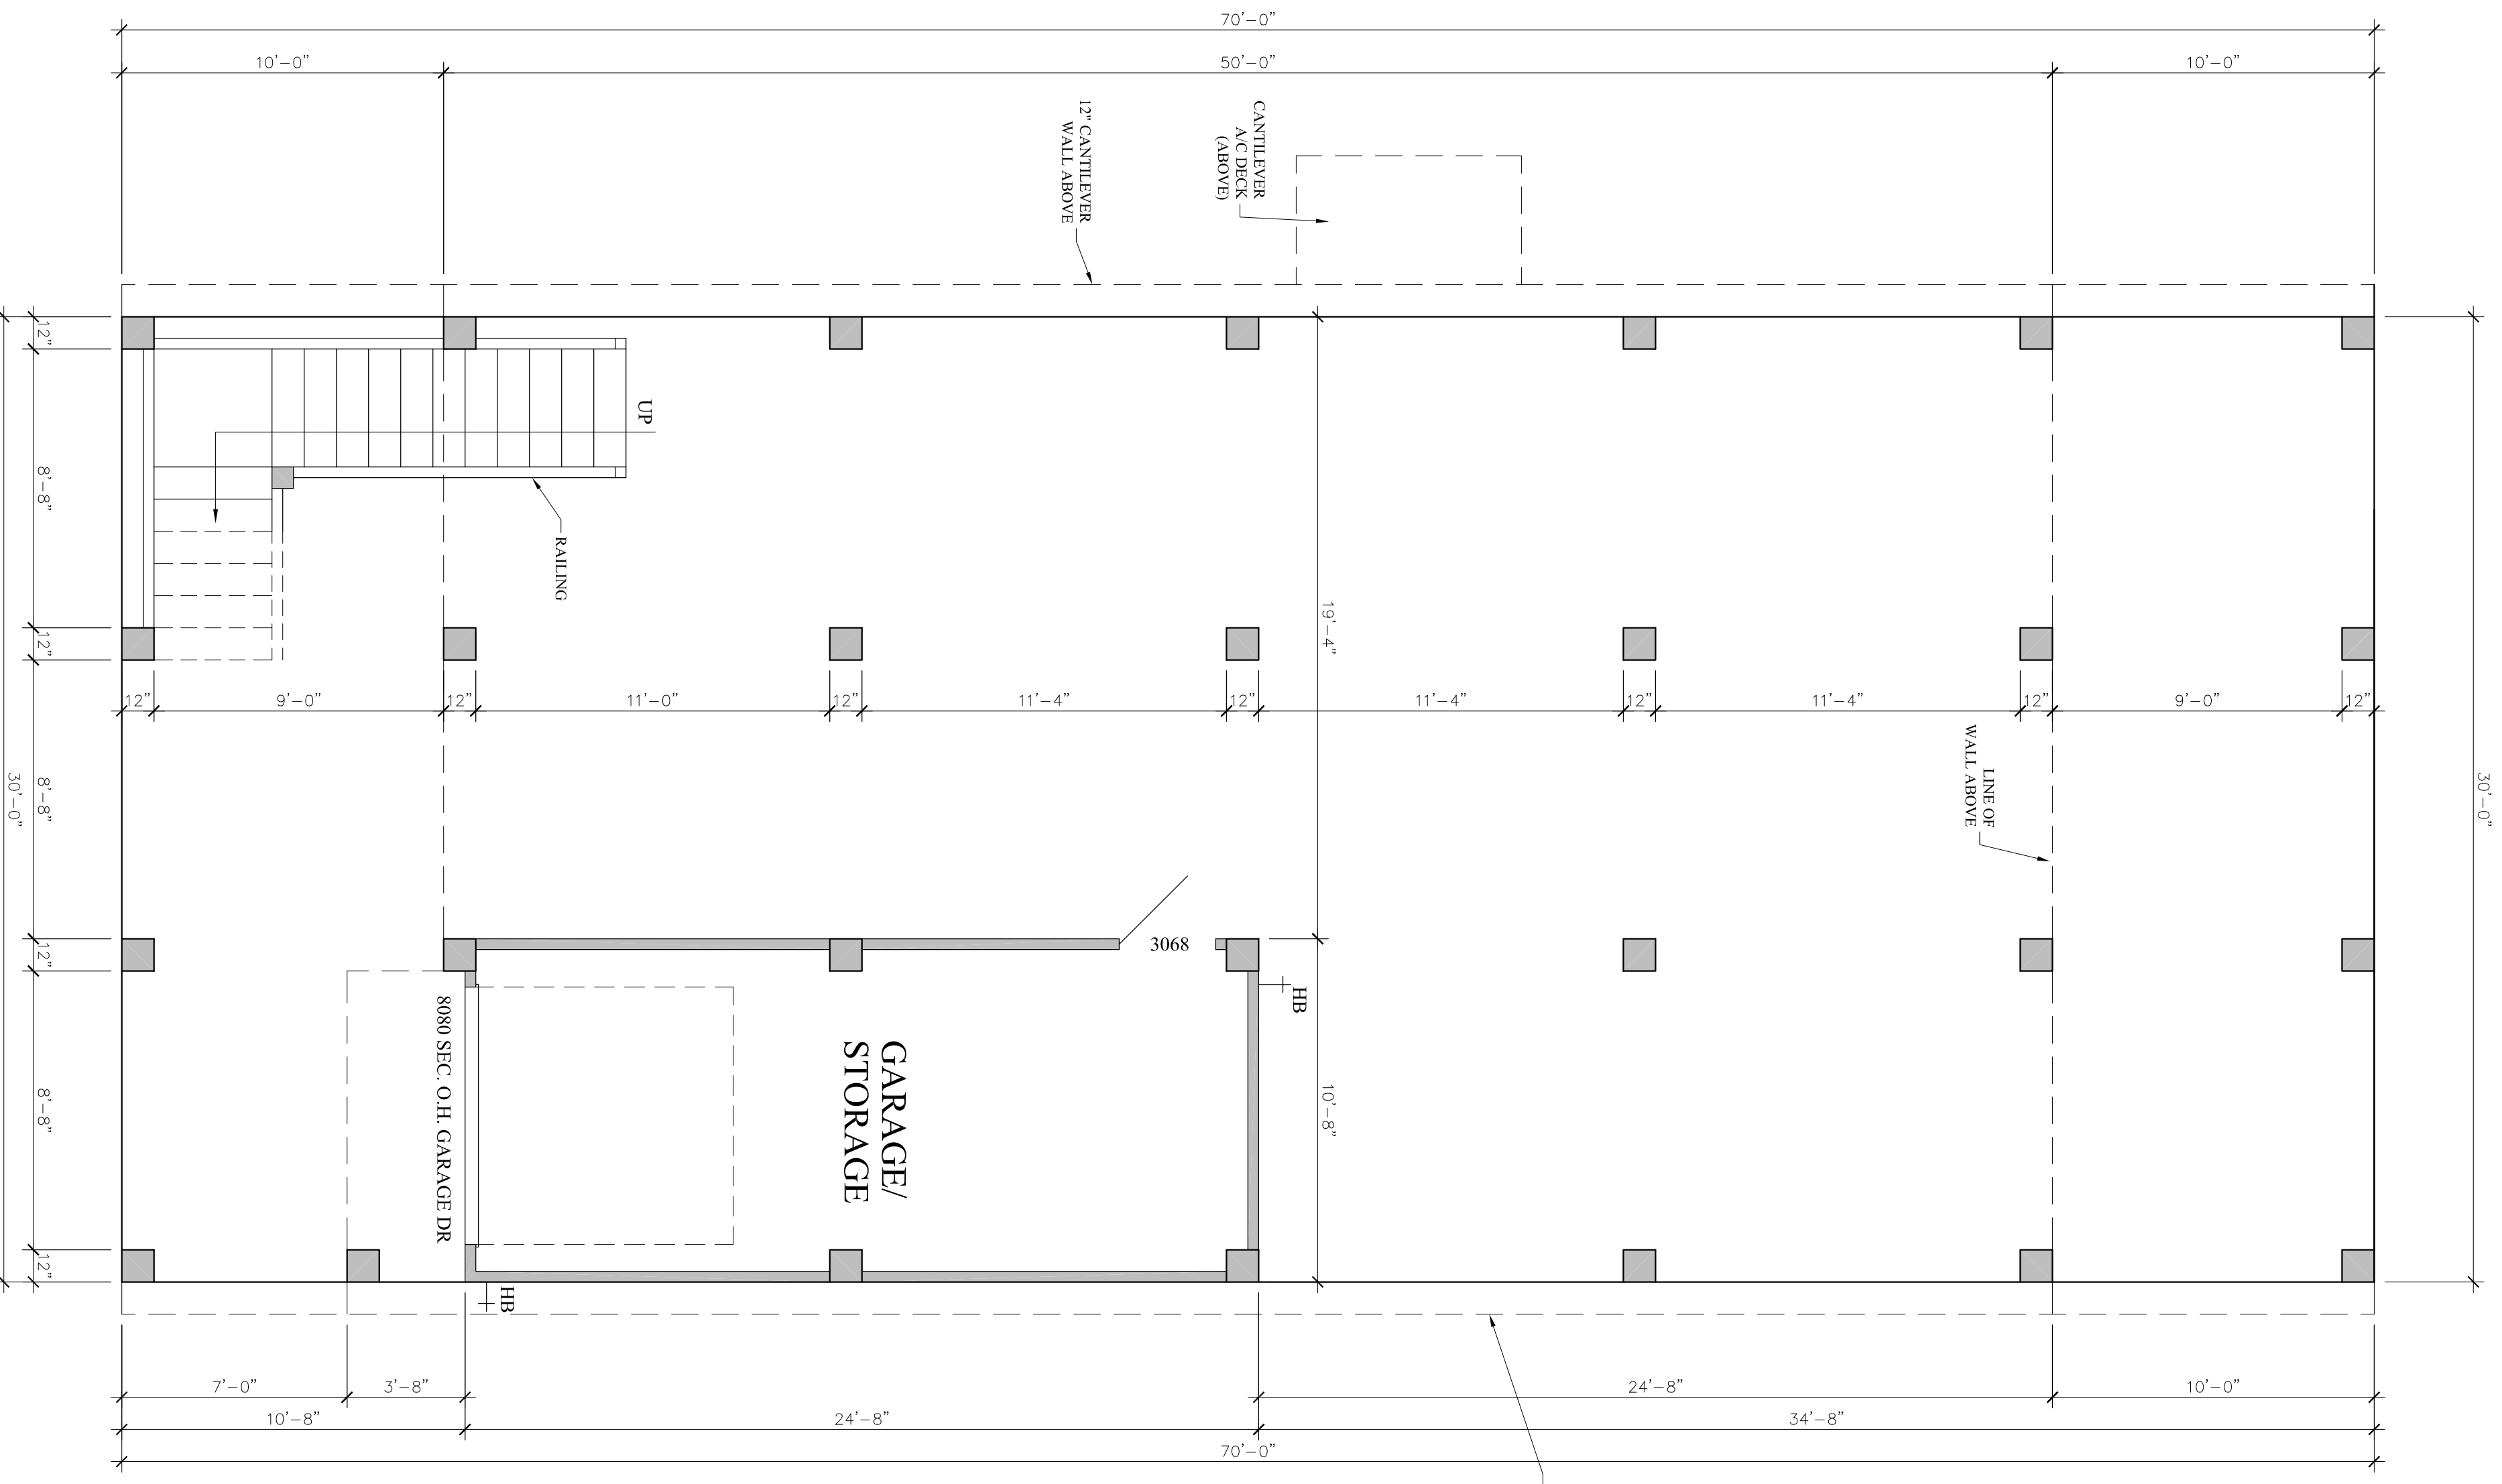 70'-0"
10'-0"
50'-0"
10'-0"
12" CANTILEVER
WALL ABOVE
CANTILEVER
A/C DECK
(ABOVE)
12"
8'-8"
12"
8'-8"
12"
8'-8"
12"
30'-0"
UP
RAILING
19'-4"
10'-8"
30'-0"
12"
9'-0"
12"
11'-0"
12"
11'-4"
12"
11'-4"
12"
11'-4"
12"
9'-0"
12"
LINE OF
WALL ABOVE
3068
HB
8080 SEC. O.H. GARAGE DR
GARAGE/
STORAGE
HB
7'-0"
3'-8"
24'-8"
10'-0"
10'-8"
24'-8"
34'-8"
70'-0"